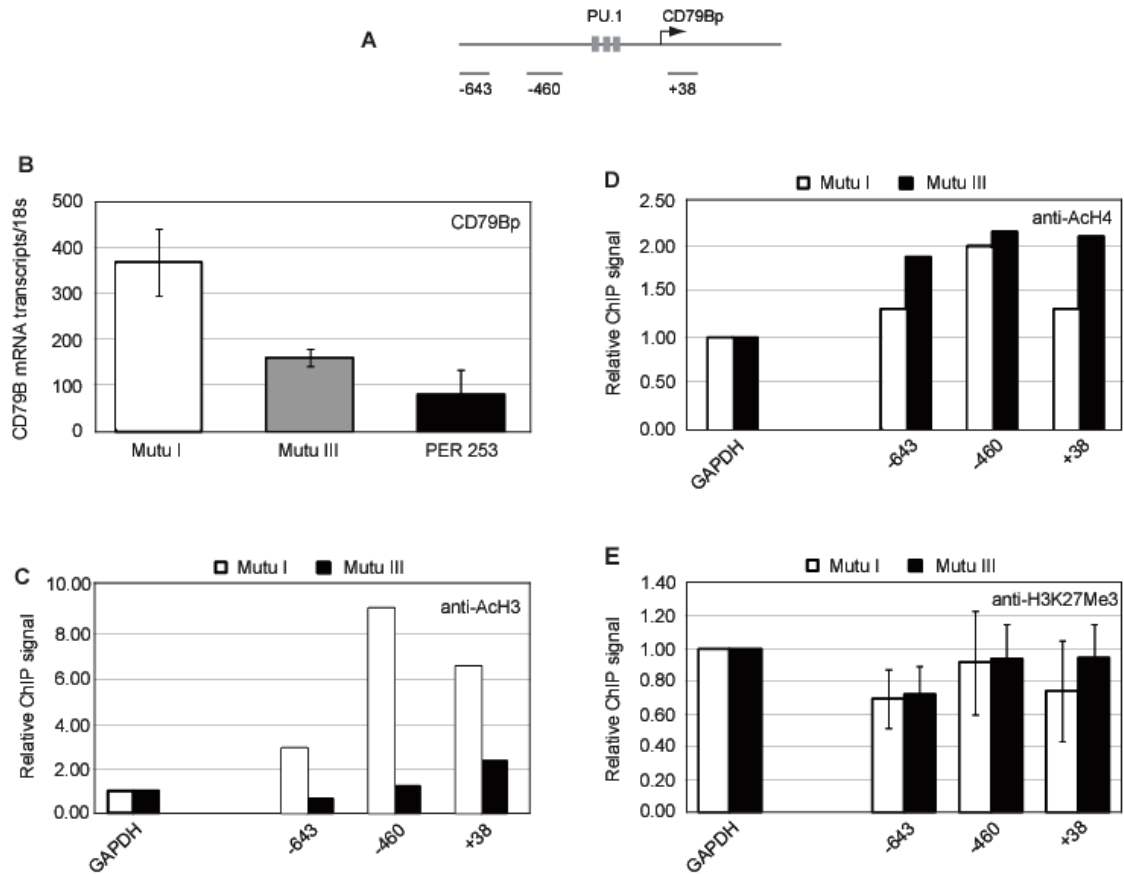 A
PU.1
CD79Bp
-643
-460
+38
B
CD79B mRNA transcripts/18s
500
400
300
200
100
0
CD79Bp
Mutu I
Mutu III
PER 253
C
Mutu I
Mutu III
Relative ChIP signal
10.00
8.00
6.00
4.00
2.00
0.00
anti-AcH3
GAPDH
-643
-460
+38
D
Mutu I
Mutu III
Relative ChIP signal
2.50
2.00
1.50
1.00
0.50
0.00
anti-AcH4
GAPDH
-643
-460
+38
E
Mutu I
Mutu III
Relative ChIP signal
1.40
1.20
1.00
0.80
0.60
0.40
0.20
0.00
anti-H3K27Me3
GAPDH
-643
-460
+38